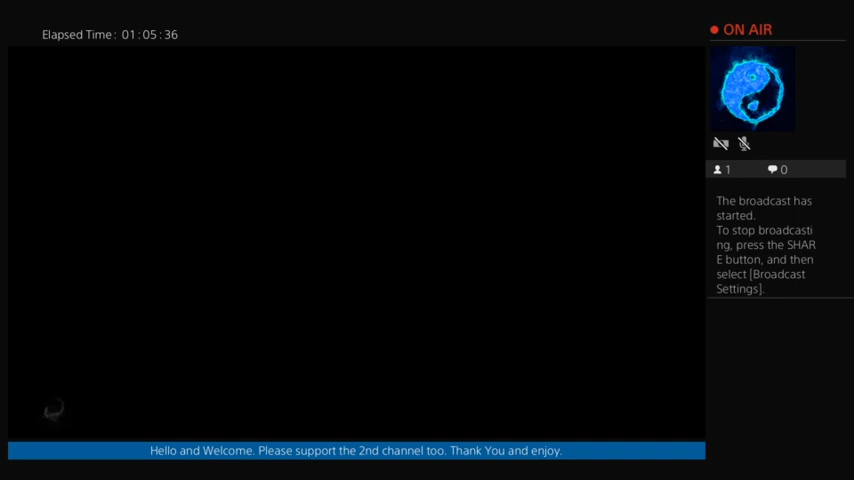 Elapsed Time: 01:05:36
ON AIR
1 0
The broadcast has
started.
To stop broadcasti
ng, press the SHAR
E button, and then
select [Broadcast
Settings].
Hello and Welcome. Please support the 2nd channel too. Thank You and enjoy.